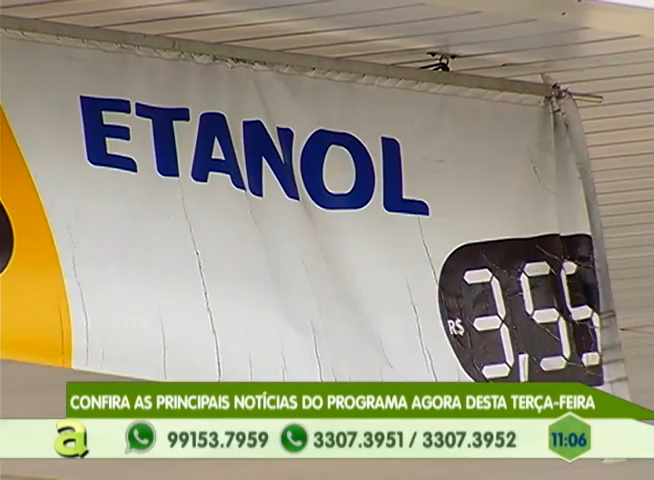 ETANOL
R$ 3,55
CONFIRA AS PRINCIPAIS NOTÍCIAS DO PROGRAMA AGORA DESTA TERÇA-FEIRA
a 99153.7959 3307.3951 / 3307.3952 11:06